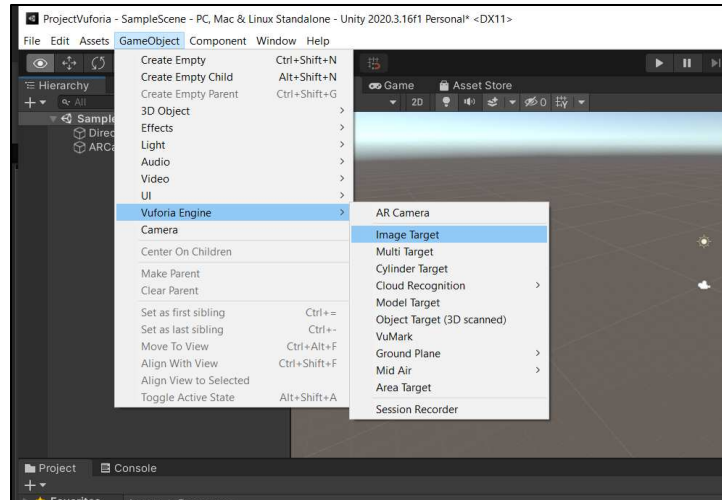 ProjectVuforia - SampleScene - PC, Mac & Linux Standalone - Unity 2020.3.16f1 Personal* <DX11>
File Edit Assets GameObject Component Window Help
Hierarchy
All
Sample
Direc
ARCa
Create Empty Ctrl+Shift+N
Create Empty Child Alt+Shift+N
Create Empty Parent Ctrl+Shift+G
3D Object
Effects
Light
Audio
Video
UI
Vuforia Engine
Camera
Center On Children
Make Parent
Clear Parent
Set as first sibling Ctrl+=
Set as last sibling Ctrl+-
Move To View Ctrl+Alt+F
Align With View Ctrl+Shift+F
Align View to Selected
Toggle Active State Alt+Shift+A
AR Camera
Image Target
Multi Target
Cylinder Target
Cloud Recognition
Model Target
Object Target (3D scanned)
VuMark
Ground Plane
Mid Air
Area Target
Session Recorder
Game Asset Store
2D 0
Project Console
Favorites